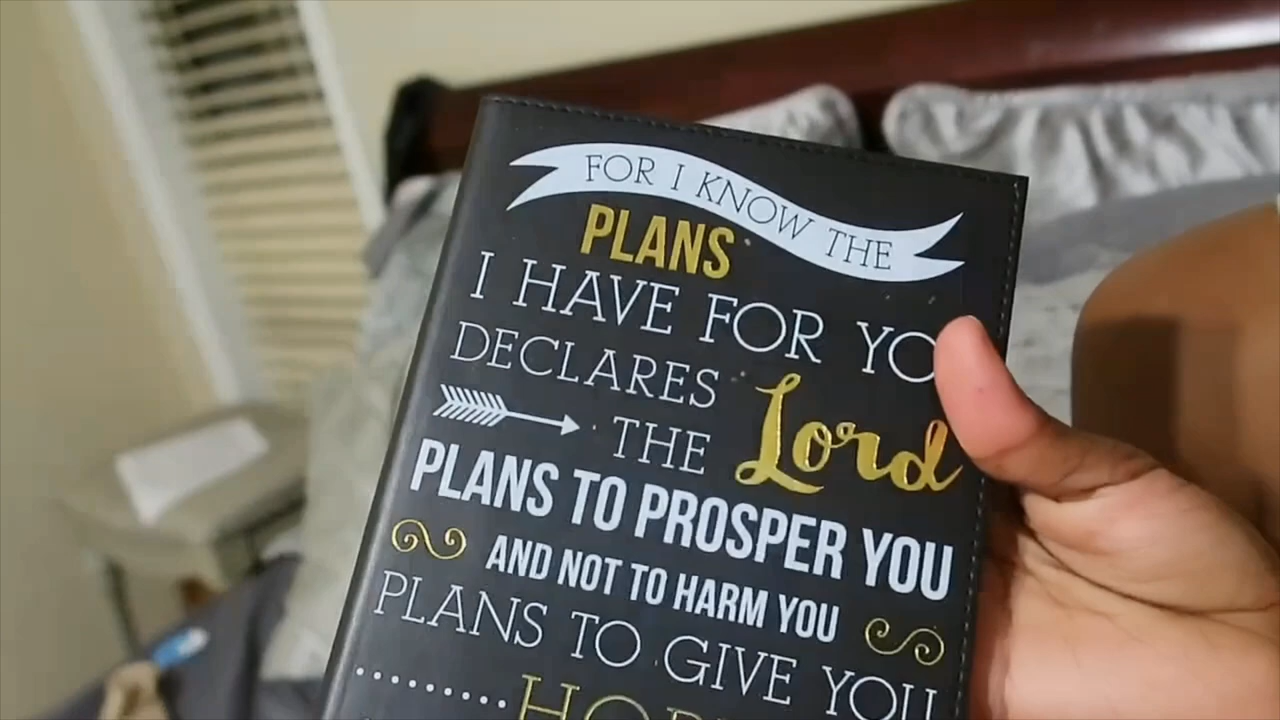 FOR I KNOW THE
PLANS
I HAVE FOR YO
DECLARES
THE Lord
PLANS TO PROSPER YOU
AND NOT TO HARM YOU
PLANS TO GIVE YOU
HOP